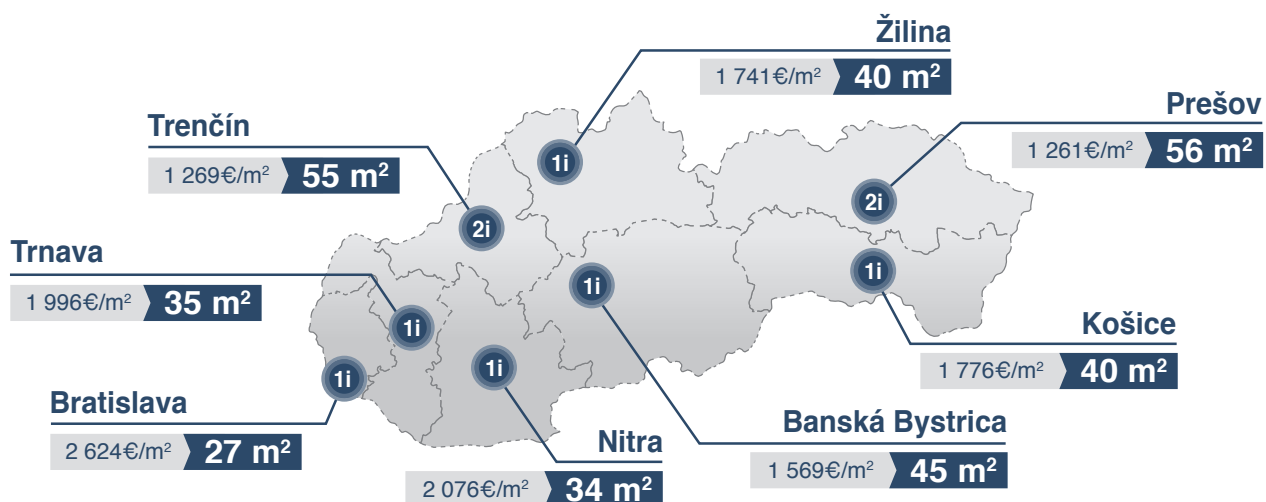 Žilina
1 741€/m² 40 m²
Prešov
1 261€/m² 56 m²
Trenčín
1 269€/m² 55 m²
1i
2i
2i
Trnava
1 996€/m² 35 m²
1i
1i
1i
Košice
1 776€/m² 40 m²
1i
1i
Bratislava
2 624€/m² 27 m²
Nitra
2 076€/m² 34 m²
Banská Bystrica
1 569€/m² 45 m²